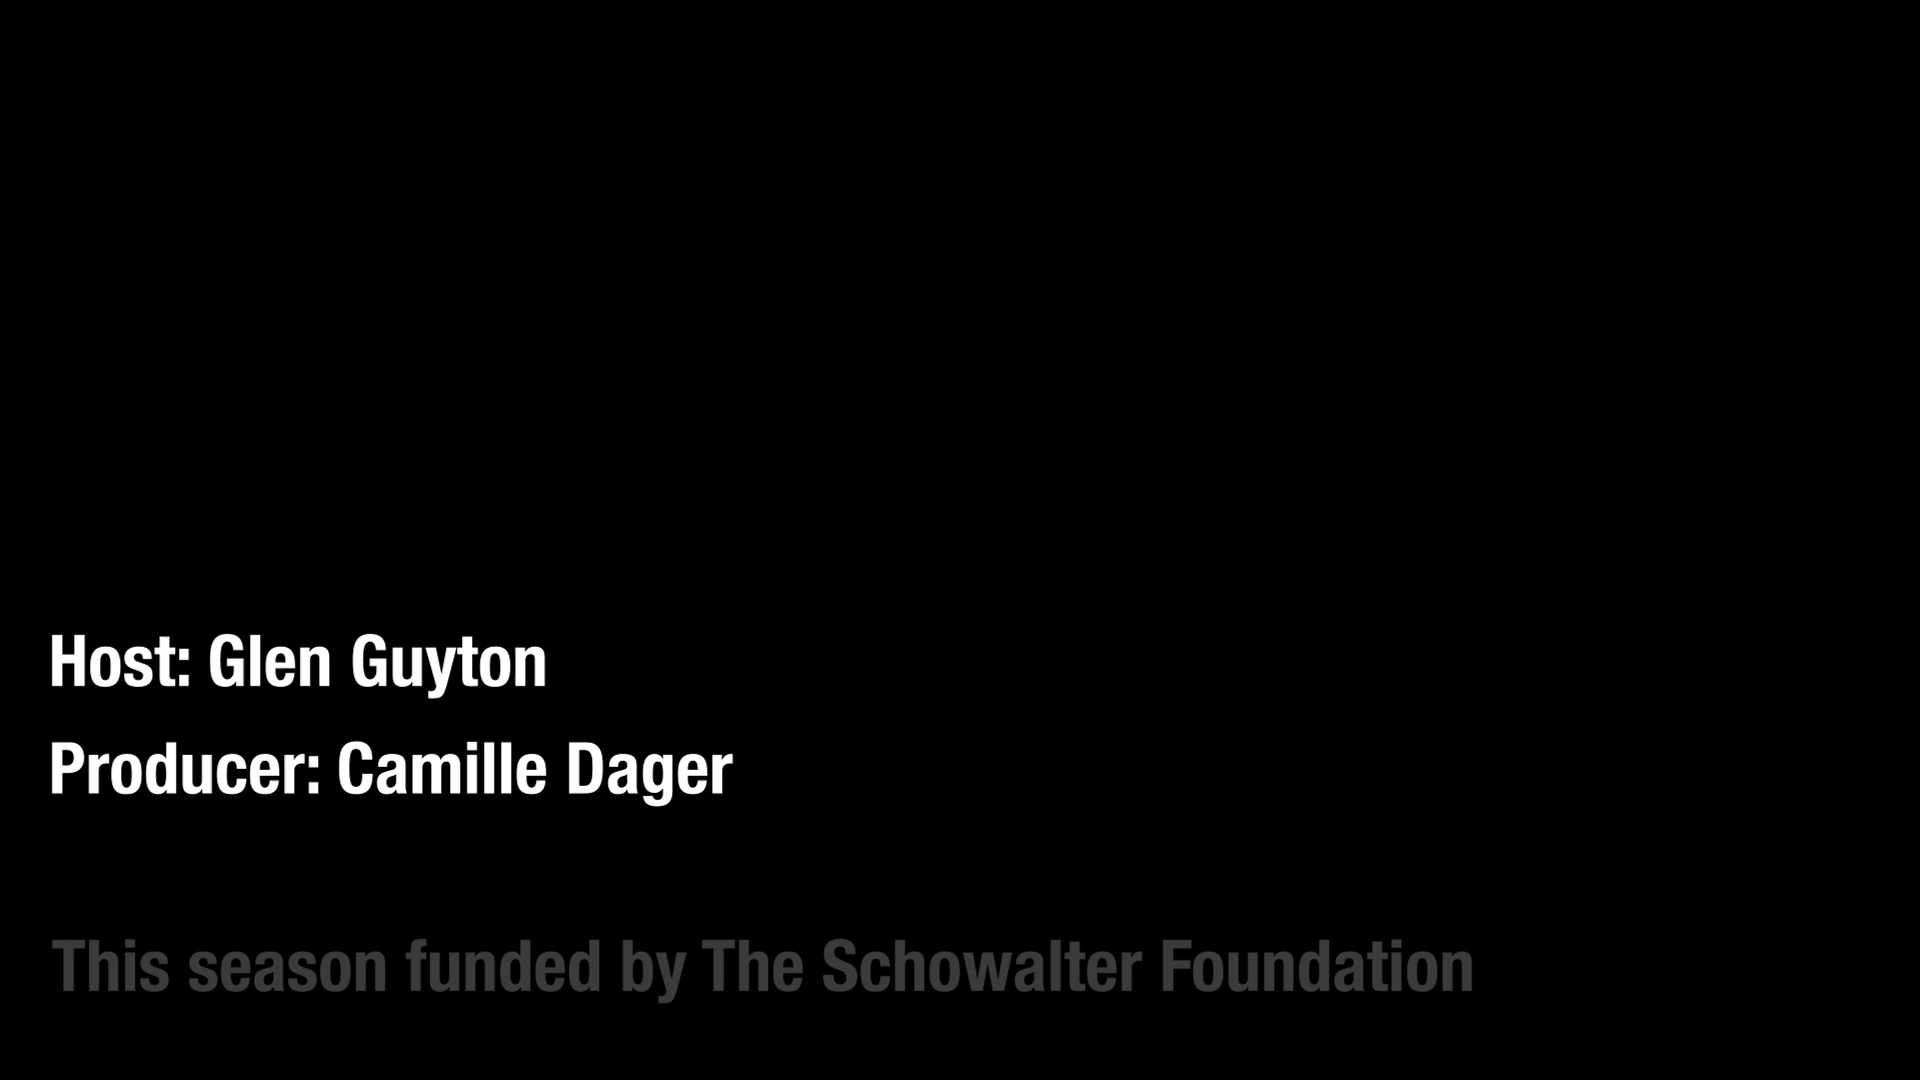 Host: Glen Guyton
Producer: Camille Dager
This season funded by The Schowalter Foundation